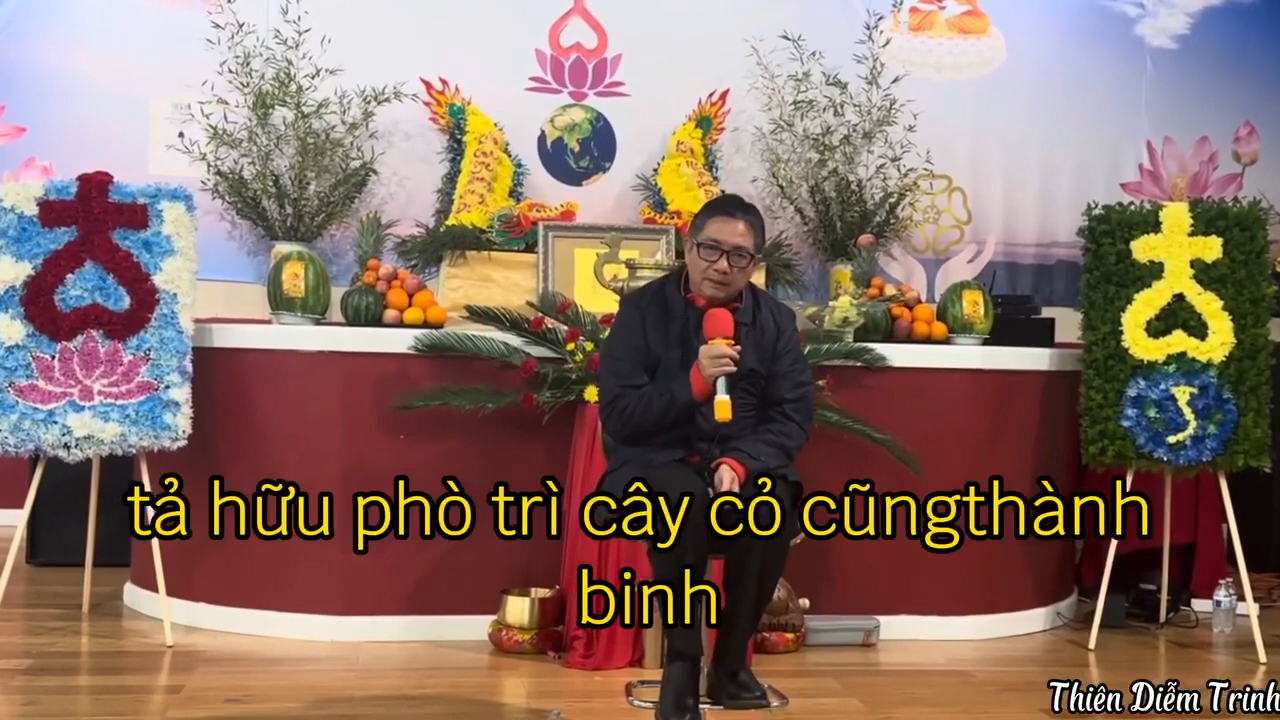 tả hữu phò trì cây cỏ cũngthành
binh
Thiên Diễm Trinh